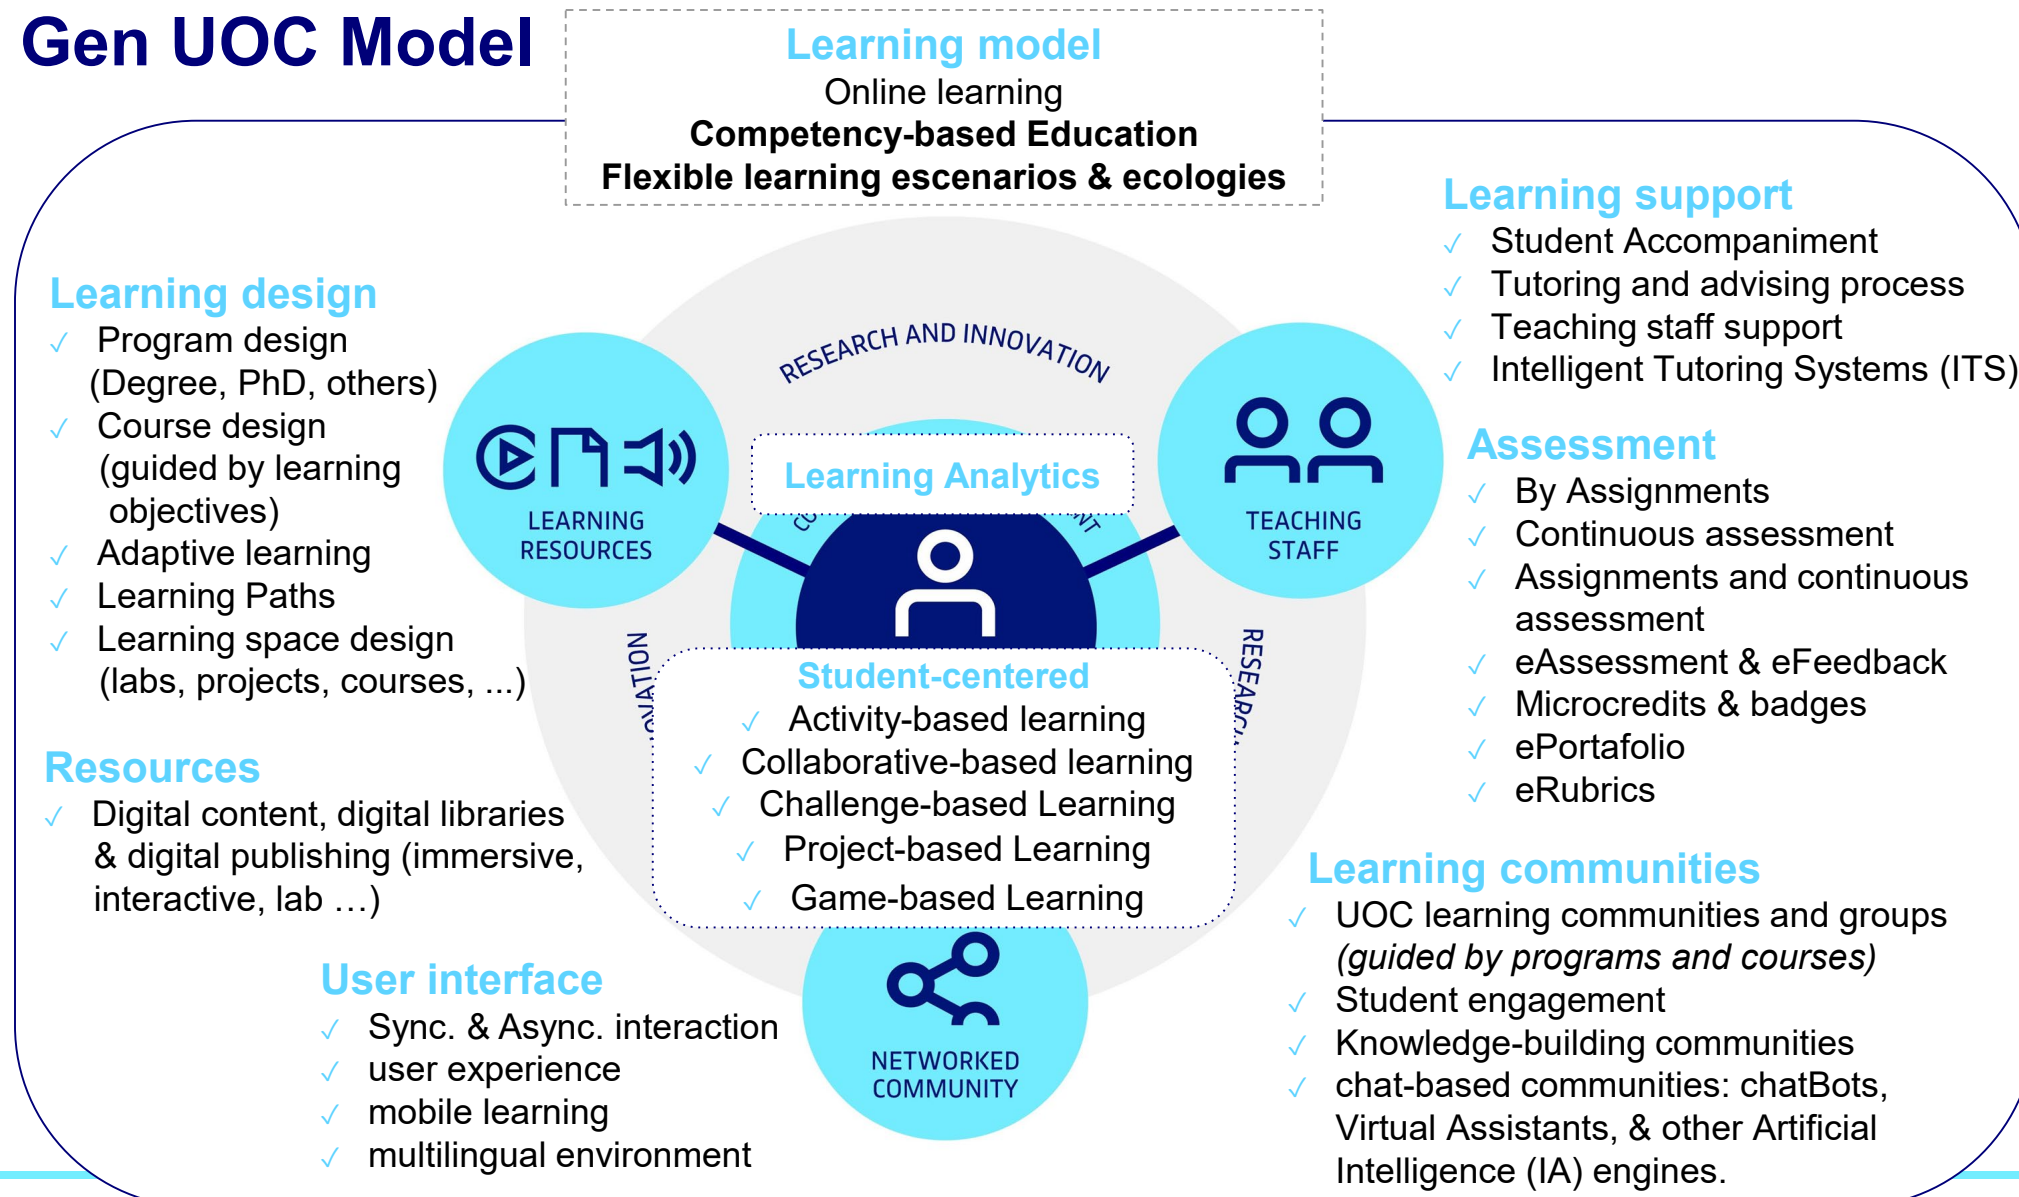 Gen UOC Model
Learning model
Online learning
Competency-based Education
Flexible learning escenarios & ecologies
Learning design
✓ Program design
(Degree, PhD, others)
✓ Course design
(guided by learning
objectives)
✓ Adaptive learning
✓ Learning Paths
✓ Learning space design
(labs, projects, courses, ...)
Resources
✓ Digital content, digital libraries
& digital publishing (immersive,
interactive, lab …)
User interface
✓ Sync. & Async. interaction
✓ user experience
✓ mobile learning
✓ multilingual environment
RESEARCH AND INNOVATION
LEARNING
RESOURCES
Learning Analytics
TEACHING
STAFF
Student-centered
✓ Activity-based learning
✓ Collaborative-based learning
✓ Challenge-based Learning
✓ Project-based Learning
✓ Game-based Learning
NETWORKED
COMMUNITY
Learning support
✓ Student Accompaniment
✓ Tutoring and advising process
✓ Teaching staff support
✓ Intelligent Tutoring Systems (ITS)
Assessment
✓ By Assignments
✓ Continuous assessment
✓ Assignments and continuous
assessment
✓ eAssessment & eFeedback
✓ Microcredits & badges
✓ ePortafolio
✓ eRubrics
Learning communities
✓ UOC learning communities and groups
(guided by programs and courses)
✓ Student engagement
✓ Knowledge-building communities
✓ chat-based communities: chatBots,
Virtual Assistants, & other Artificial
Intelligence (IA) engines.